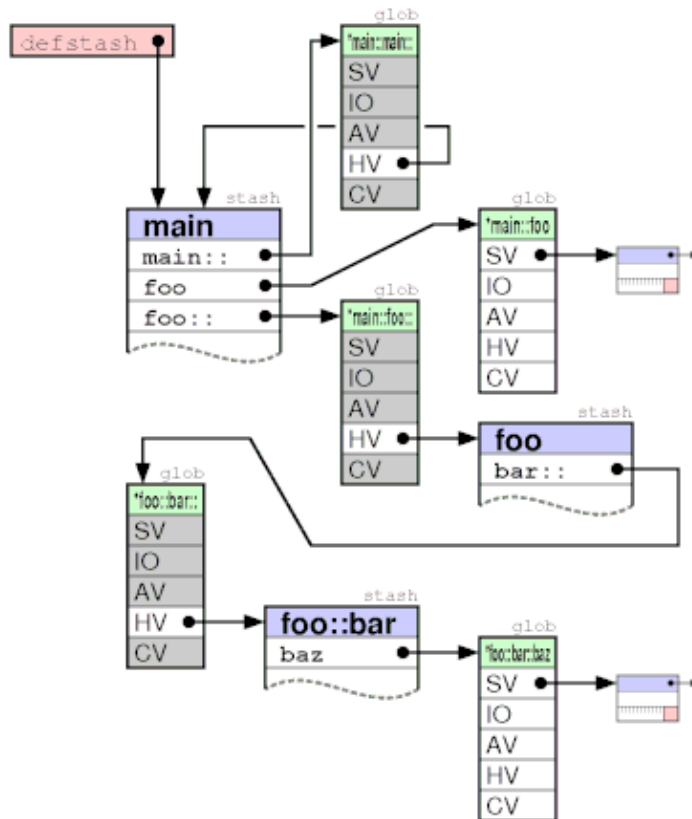 glob
defstash
*main::main::
SV
IO
AV
HV
CV
stash
main
main::
foo
foo::
glob
*main::foo
SV
IO
AV
HV
CV
glob
*main::foo::
SV
IO
AV
HV
CV
stash
foo
bar::
glob
*foo::bar::
SV
IO
AV
HV
CV
stash
foo::bar
baz
glob
*foo::bar::baz
SV
IO
AV
HV
CV